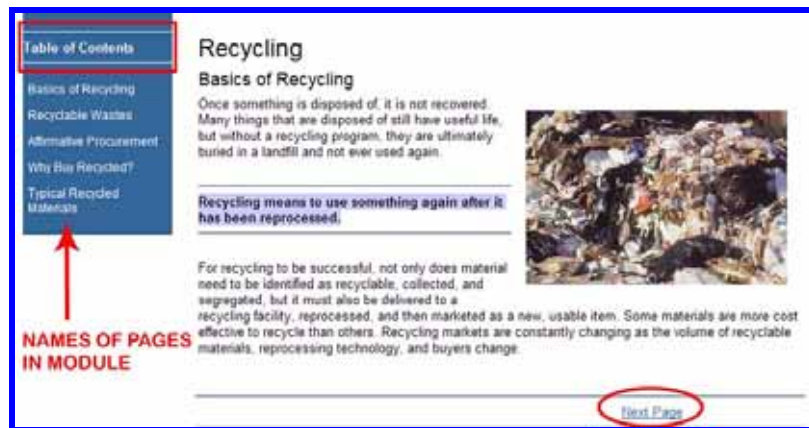 Table of Contents
Basics of Recycling
Recyclable Wastes
Affirmative Procurement
Why Buy Recycled?
Typical Recycled
Materials
NAMES OF PAGES
IN MODULE
Recycling
Basics of Recycling
Once something is disposed of, it is not recovered.
Many things that are disposed of still have useful life,
but without a recycling program, they are ultimately
buried in a landfill and not ever used again.
Recycling means to use something again after it
has been reprocessed.
For recycling to be successful, not only does material
need to be identified as recyclable, collected, and
segregated, but it must also be delivered to a
recycling facility, reprocessed, and then marketed as a new, usable item. Some materials are more cost
effective to recycle than others. Recycling markets are constantly changing as the volume of recyclable
materials, reprocessing technology, and buyers change.
Next Page